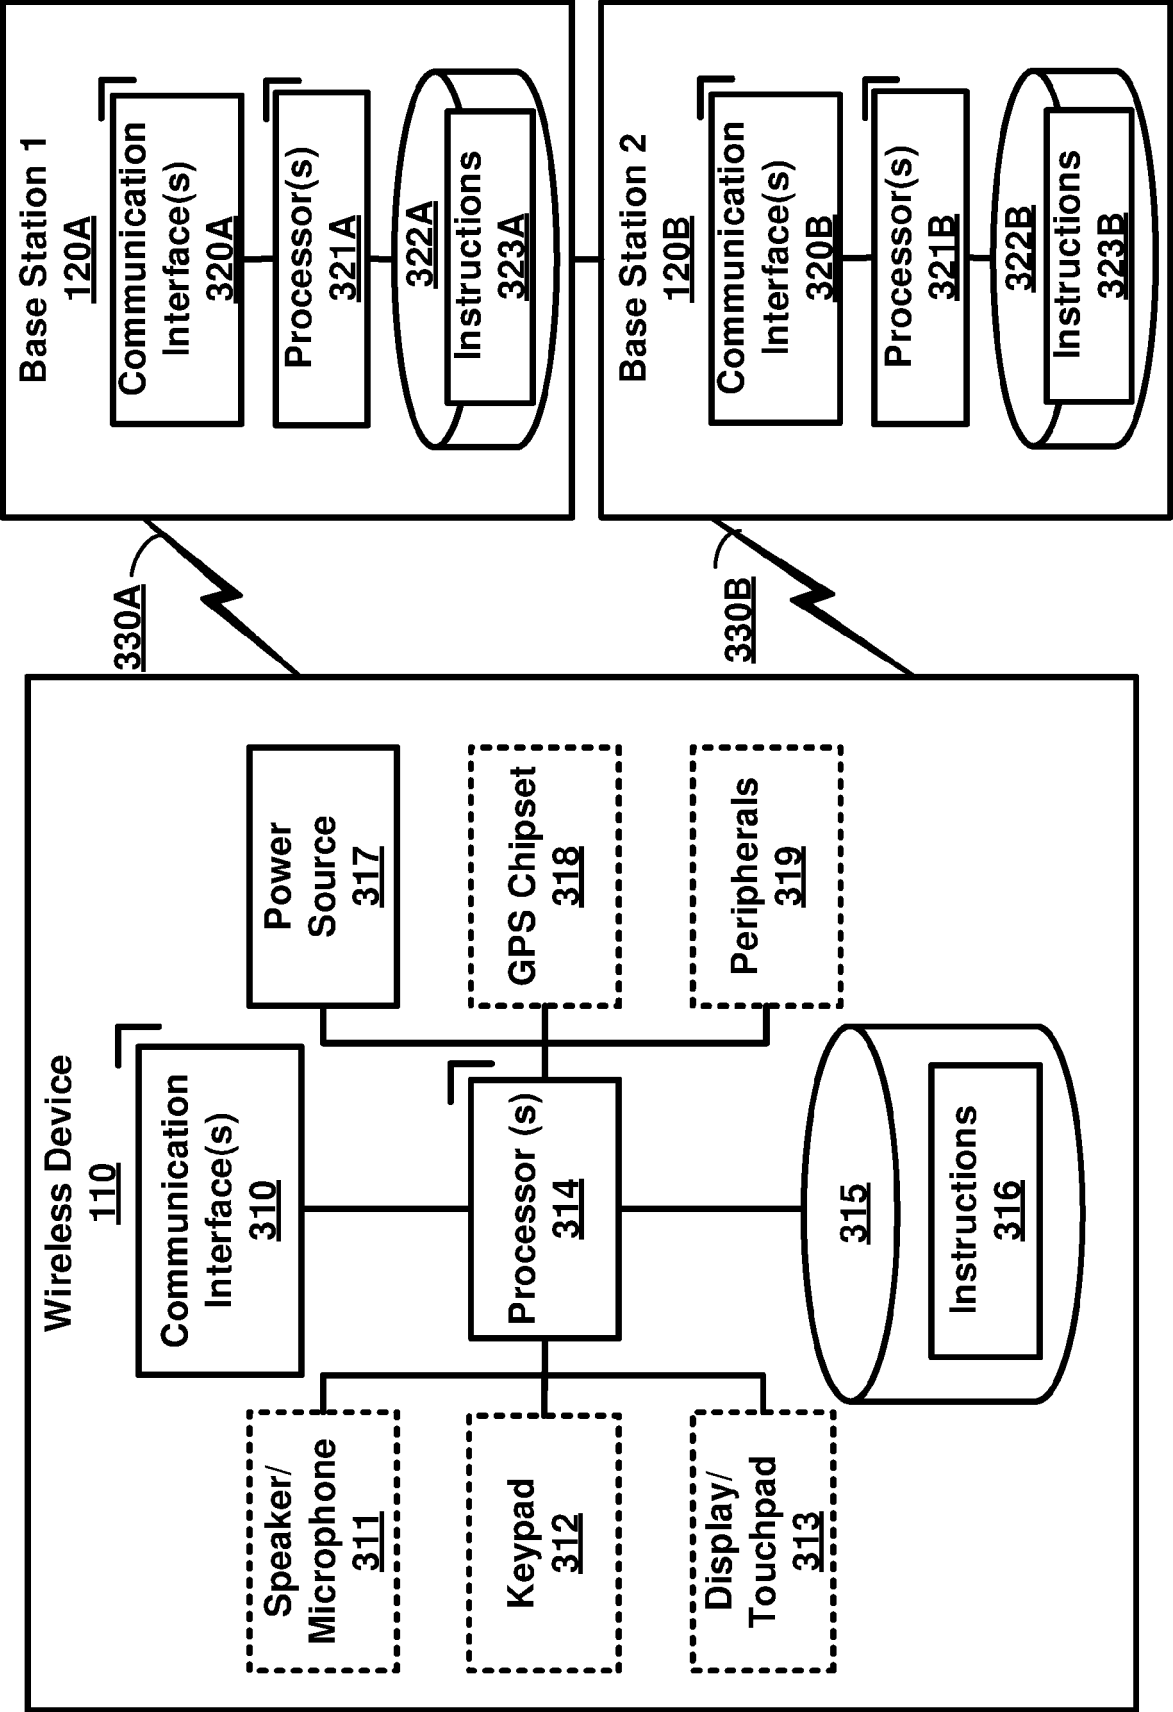 Wireless Device
110
Communication
Interface(s)
310
Speaker/
Microphone
311
Power
Source
317
Keypad
312
Processor (s)
314
GPS Chipset
318
Display/
Touchpad
313
Peripherals
319
315
Instructions
316
330A
330B
Base Station 1
120A
Communication
Interface(s)
320A
Processor(s)
321A
322A
Instructions
323A
Base Station 2
120B
Communication
Interface(s)
320B
Processor(s)
321B
322B
Instructions
323B